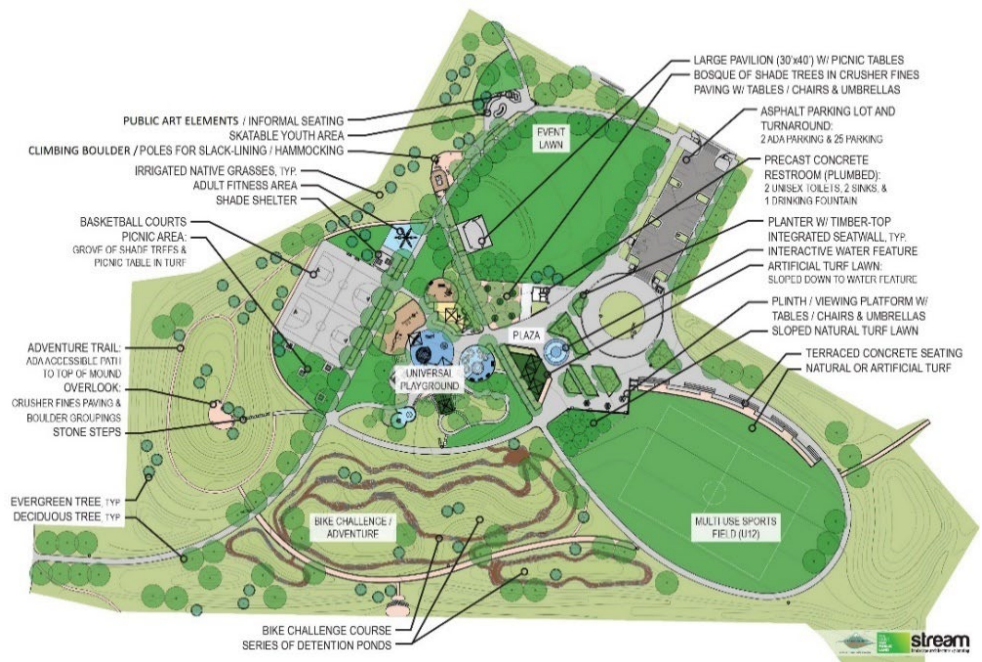 LARGE PAVILION (30'x40') W/ PICNIC TABLES
BOSQUE OF SHADE TREES IN CRUSHER FINES
PAVING W/ TABLES / CHAIRS & UMBRELLAS
ASPHALT PARKING LOT AND
TURNAROUND:
2 ADA PARKING & 25 PARKING
PRECAST CONCRETE
RESTROOM (PLUMBED):
2 UNISEX TOILETS, 2 SINKS, &
1 DRINKING FOUNTAIN
PLANTER W/ TIMBER-TOP
INTEGRATED SEATWALL, TYP.
INTERACTIVE WATER FEATURE
ARTIFICIAL TURF LAWN:
SLOPED DOWN TO WATER FEATURE
PLINTH / VIEWING PLATFORM W/
TABLES / CHAIRS & UMBRELLAS
SLOPED NATURAL TURF LAWN
TERRACED CONCRETE SEATING
NATURAL OR ARTIFICIAL TURF
PUBLIC ART ELEMENTS / INFORMAL SEATING
SKATABLE YOUTH AREA
CLIMBING BOULDER / POLES FOR SLACK-LINING / HAMMOCKING
IRRIGATED NATIVE GRASSES, TYP.
ADULT FITNESS AREA
SHADE SHELTER
BASKETBALL COURTS
PICNIC AREA:
GROVE OF SHADE TREES &
PICNIC TABLE IN TURF
ADVENTURE TRAIL:
ADA ACCESSIBLE PATH
TO TOP OF MOUND
OVERLOOK:
CRUSHER FINES PAVING &
BOULDER GROUPINGS
STONE STEPS
EVERGREEN TREE, TYP
DECIDUOUS TREE TYP
EVENT
LAWN
PLAZA
UNIVERSAL
PLAYGROUND
BIKE CHALLENGE /
ADVENTURE
MULTI USE SPORTS
FIELD (U12)
BIKE CHALLENGE COURSE
SERIES OF DETENTION PONDS
stream